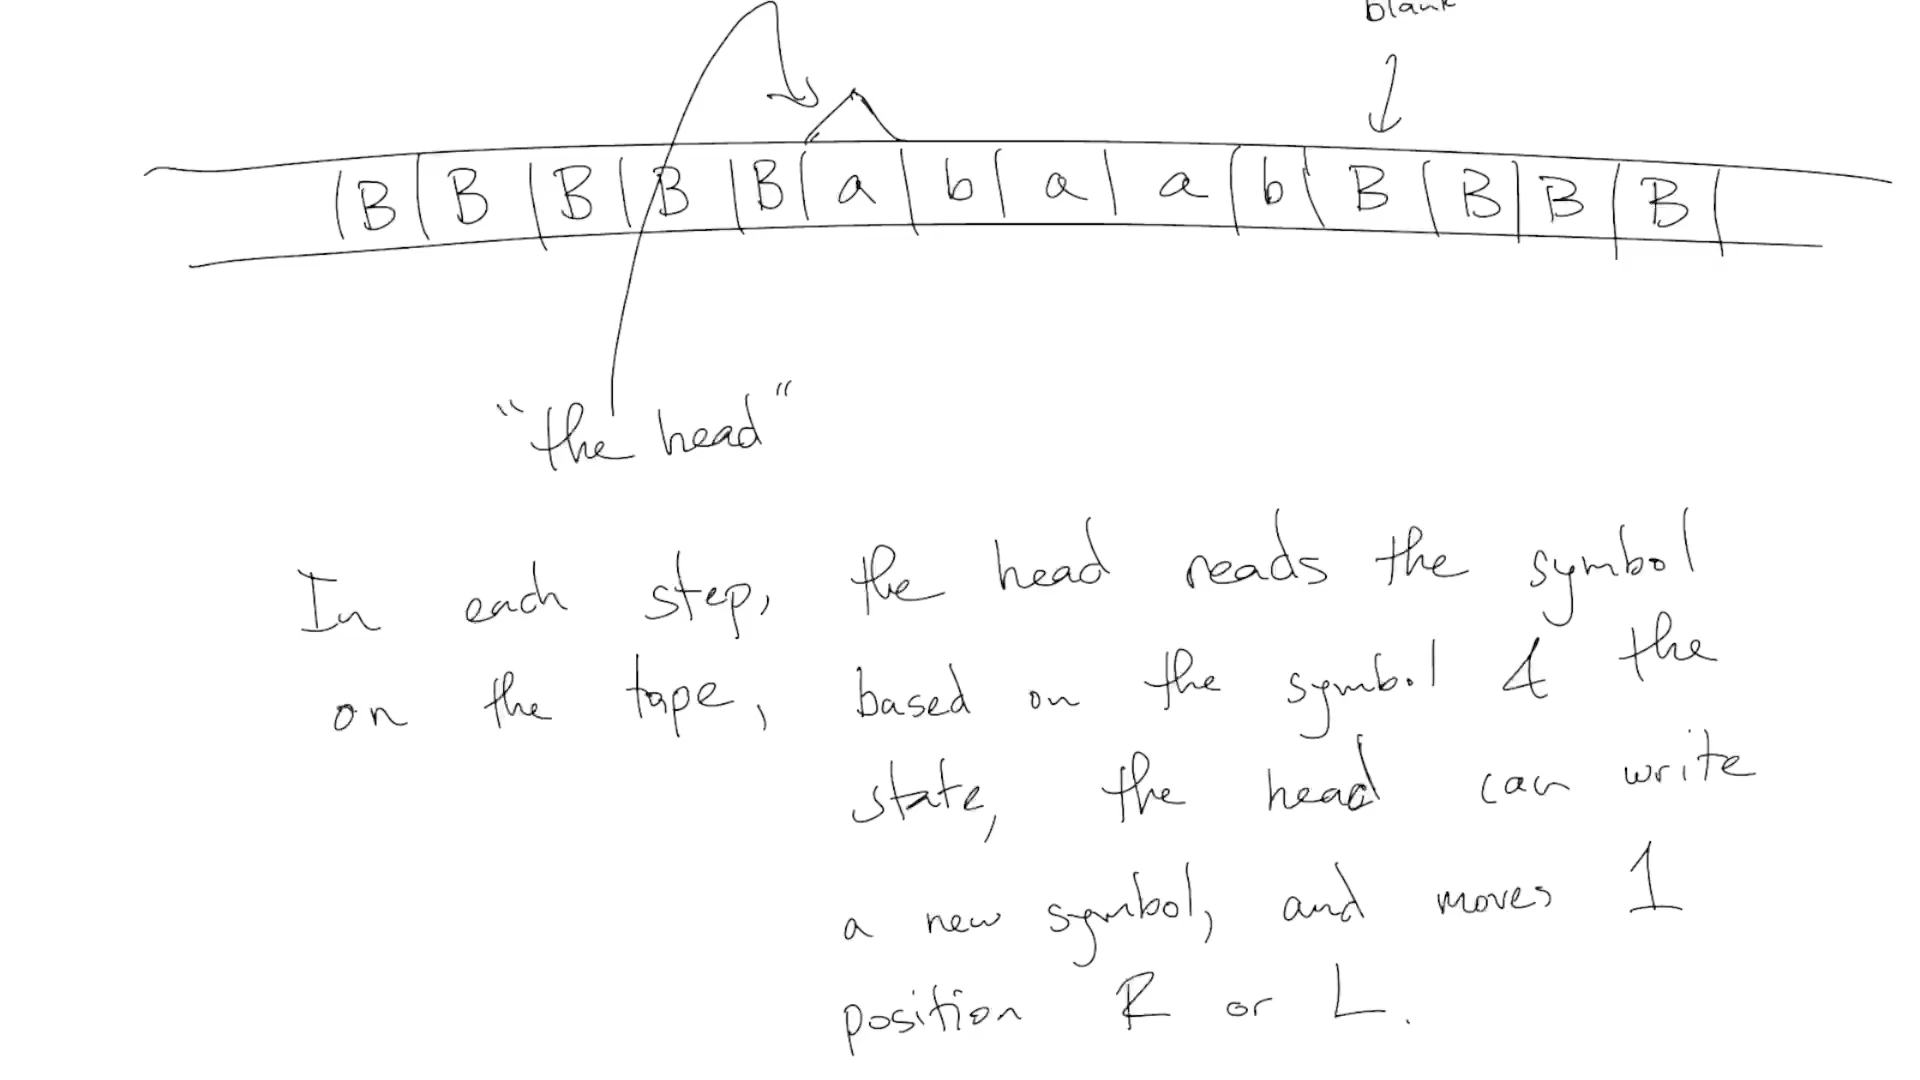 blank
B B B B B a b a a b B B B B
"the head"
In each step, the head reads the symbol
on the tape, based on the symbol & the
state, the head can write
a new symbol, and moves 1
position R or L.